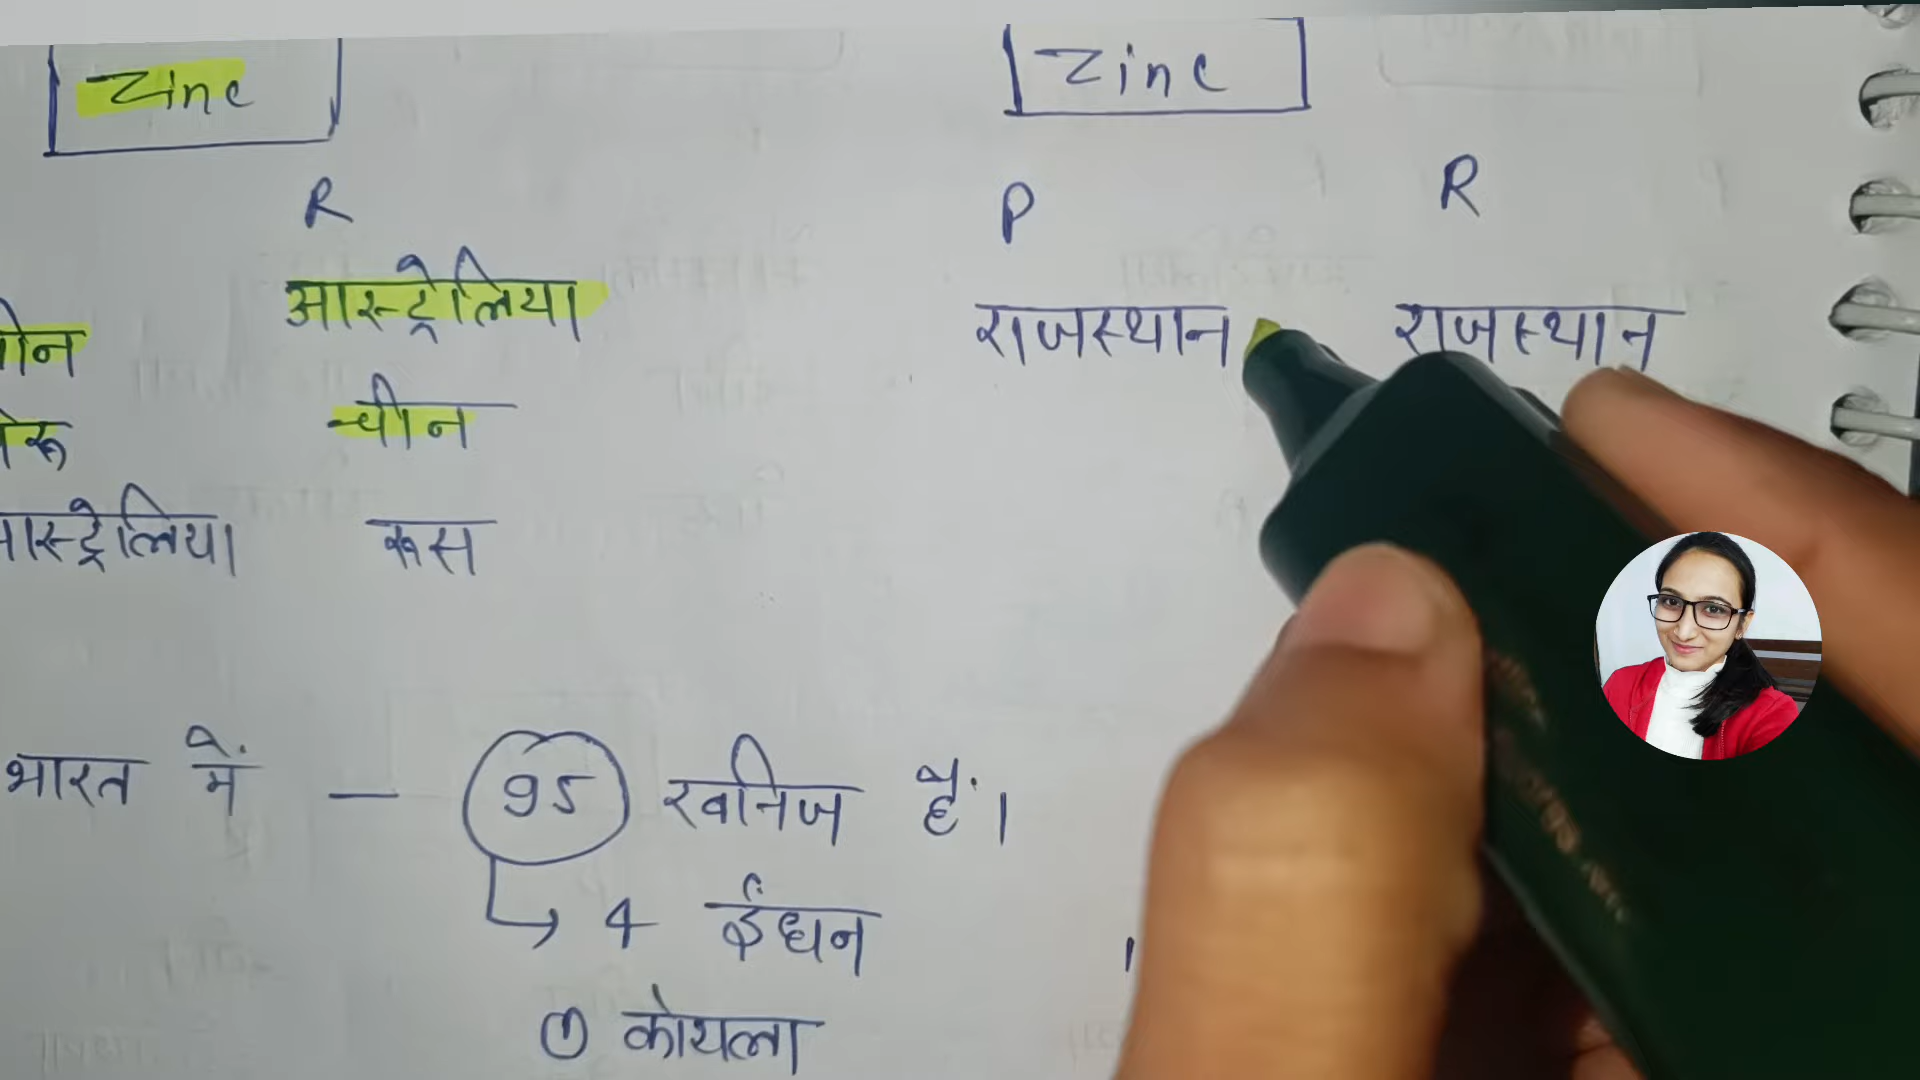 Zinc
Zinc
R
P
R
आस्ट्रेलिया
राजस्थान
राजस्थान
चीन
रूस
भारत में — 95 खनिज हैं।
→ 4 ईंधन
① कोयला